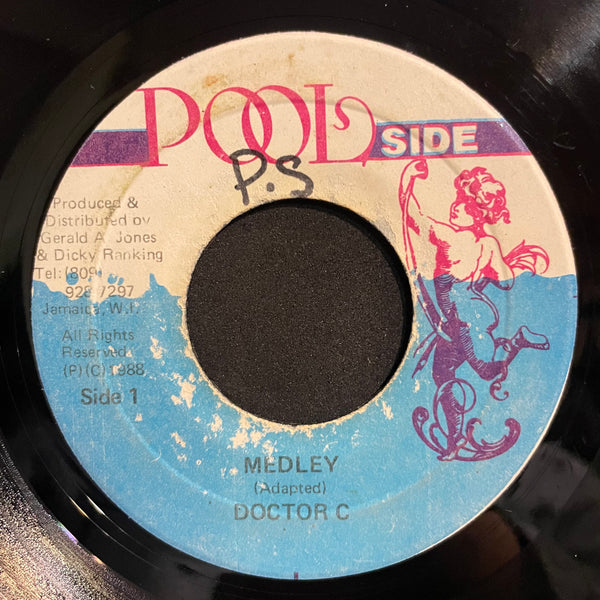 POOL SIDE
P.S
Produced &
Distributed by
Gerald A. Jones
& Dicky Ranking
Tel: (809)
928 7297
Jamaica, W.I.
All Rights
Reserved.
(P)(C) 1988
Side 1
MEDLEY
(Adapted)
DOCTOR C